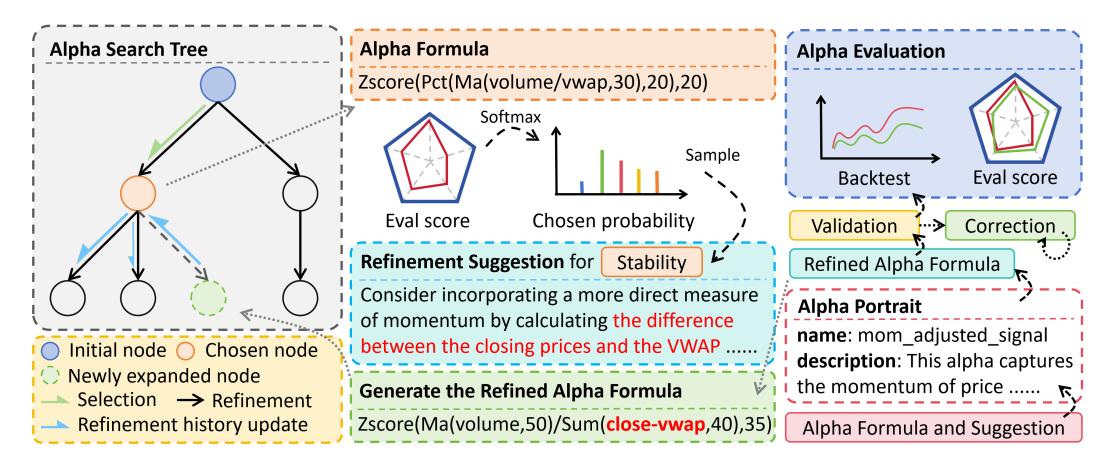 Alpha Search Tree
Initial node
Chosen node
Newly expanded node
Selection
Refinement
Refinement history update
Alpha Formula
Zscore(Pct(Ma(volume/vwap,30),20),20)
Softmax
Sample
Eval score
Chosen probability
Refinement Suggestion for Stability
Consider incorporating a more direct measure
of momentum by calculating the difference
between the closing prices and the VWAP ......
Generate the Refined Alpha Formula
Zscore(Ma(volume,50)/Sum(close-vwap,40),35)
Alpha Evaluation
Backtest
Eval score
Validation
Correction
Refined Alpha Formula
Alpha Portrait
name: mom_adjusted_signal
description: This alpha captures
the momentum of price ......
Alpha Formula and Suggestion